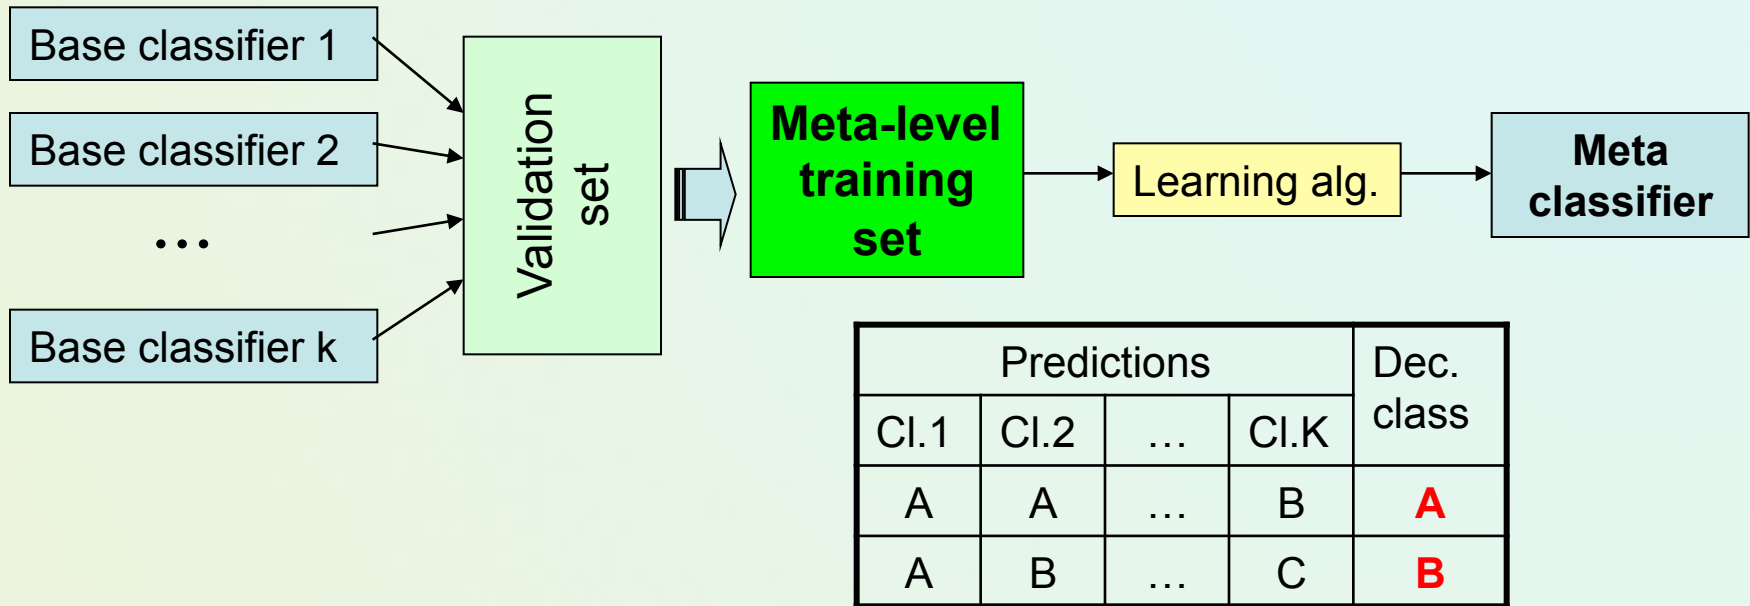 Base classifier 1
Base classifier 2
…
Base classifier k
Validation
set
Meta-level
training
set
Learning alg.
Meta
classifier
Predictions
Dec.
class
Cl.1 Cl.2 … Cl.K
A A … B A
A B … C B